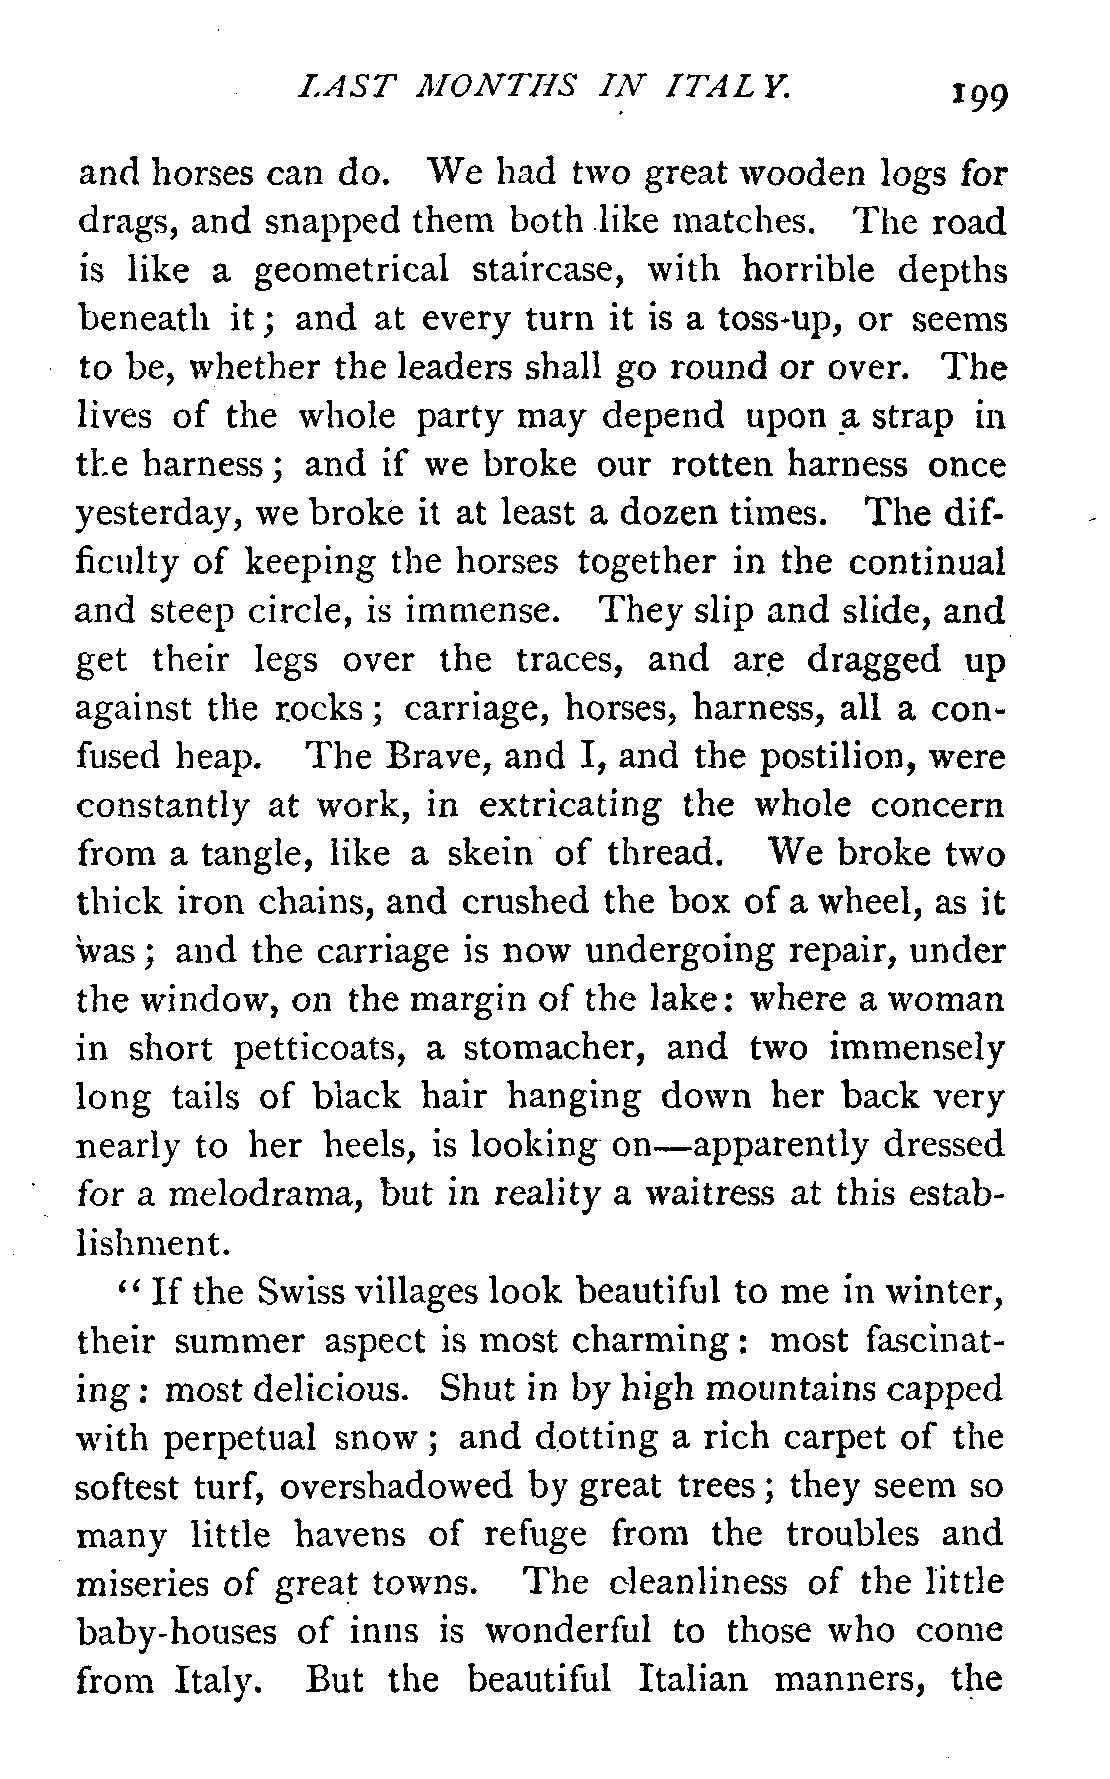 LAST MONTHS IN ITALY. 199
and horses can do. We had two great wooden logs for
drags, and snapped them both like matches. The road
is like a geometrical staircase, with horrible depths
beneath it; and at every turn it is a toss-up, or seems
to be, whether the leaders shall go round or over. The
lives of the whole party may depend upon a strap in
the harness; and if we broke our rotten harness once
yesterday, we broke it at least a dozen times. The dif-
ficulty of keeping the horses together in the continual
and steep circle, is immense. They slip and slide, and
get their legs over the traces, and are dragged up
against the rocks; carriage, horses, harness, all a con-
fused heap. The Brave, and I, and the postilion, were
constantly at work, in extricating the whole concern
from a tangle, like a skein of thread. We broke two
thick iron chains, and crushed the box of a wheel, as it
was; and the carriage is now undergoing repair, under
the window, on the margin of the lake: where a woman
in short petticoats, a stomacher, and two immensely
long tails of black hair hanging down her back very
nearly to her heels, is looking on—apparently dressed
for a melodrama, but in reality a waitress at this estab-
lishment.
“If the Swiss villages look beautiful to me in winter,
their summer aspect is most charming: most fascinat-
ing: most delicious. Shut in by high mountains capped
with perpetual snow; and dotting a rich carpet of the
softest turf, overshadowed by great trees; they seem so
many little havens of refuge from the troubles and
miseries of great towns. The cleanliness of the little
baby-houses of inns is wonderful to those who come
from Italy. But the beautiful Italian manners, the